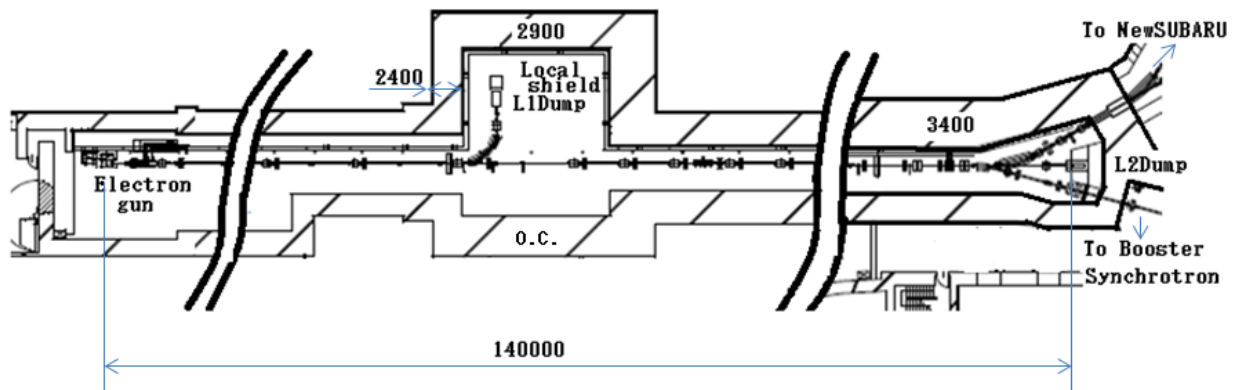 2900
To NewSUBARU
2400
Local
shield
L1Dump
3400
L2Dump
Electron
gun
O.C.
To Booster
Synchrotron
140000